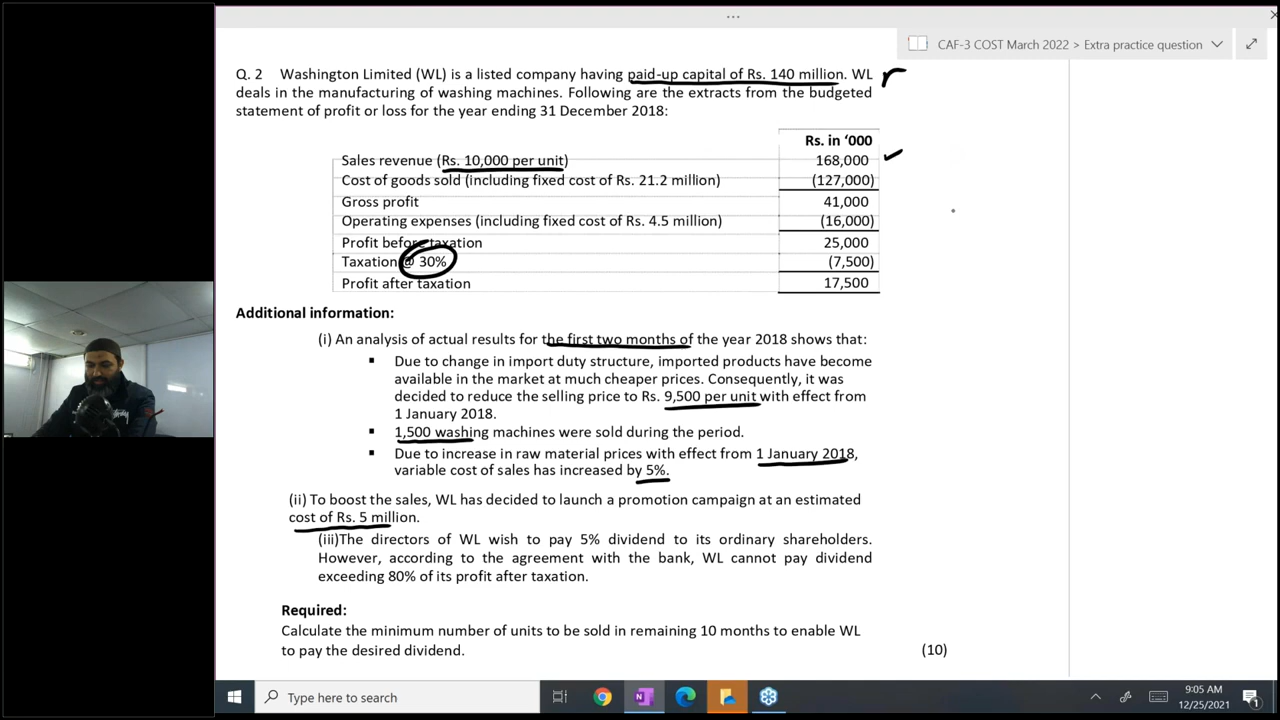 CAF-3 COST March 2022 > Extra practice question
Q. 2 Washington Limited (WL) is a listed company having paid-up capital of Rs. 140 million. WL
deals in the manufacturing of washing machines. Following are the extracts from the budgeted
statement of profit or loss for the year ending 31 December 2018:
Rs. in ‘000
Sales revenue (Rs. 10,000 per unit) 168,000
Cost of goods sold (including fixed cost of Rs. 21.2 million) (127,000)
Gross profit 41,000
Operating expenses (including fixed cost of Rs. 4.5 million) (16,000)
Profit before taxation 25,000
Taxation @ 30% (7,500)
Profit after taxation 17,500
Additional information:
(i) An analysis of actual results for the first two months of the year 2018 shows that:
▪ Due to change in import duty structure, imported products have become
available in the market at much cheaper prices. Consequently, it was
decided to reduce the selling price to Rs. 9,500 per unit with effect from
1 January 2018.
▪ 1,500 washing machines were sold during the period.
▪ Due to increase in raw material prices with effect from 1 January 2018,
variable cost of sales has increased by 5%.
(ii) To boost the sales, WL has decided to launch a promotion campaign at an estimated
cost of Rs. 5 million.
(iii)The directors of WL wish to pay 5% dividend to its ordinary shareholders.
However, according to the agreement with the bank, WL cannot pay dividend
exceeding 80% of its profit after taxation.
Required:
Calculate the minimum number of units to be sold in remaining 10 months to enable WL
to pay the desired dividend. (10)
Type here to search
9:05 AM
12/25/2021